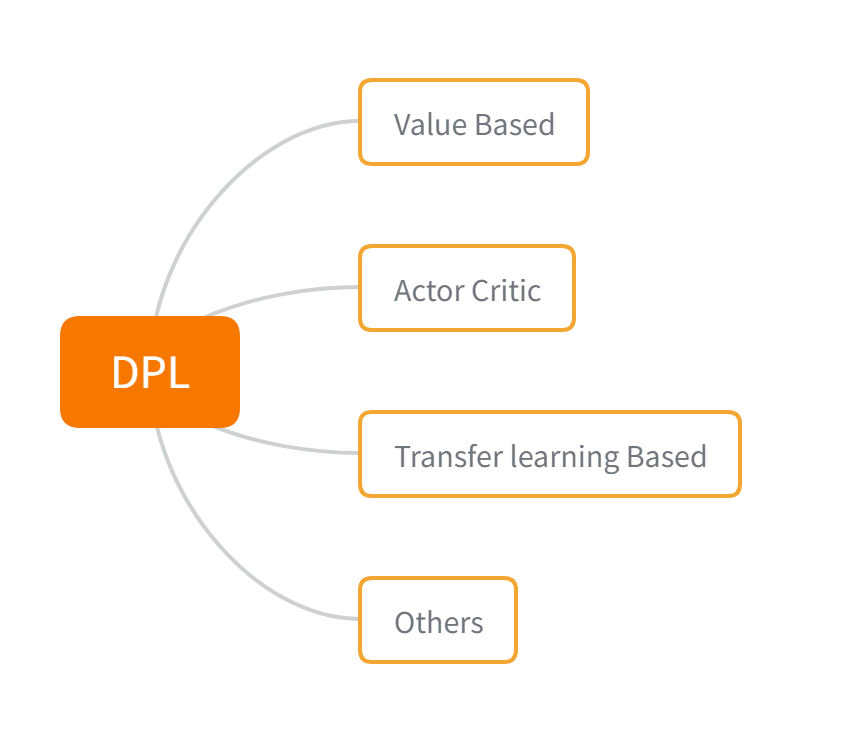 Value Based
Actor Critic
DPL
Transfer learning Based
Others